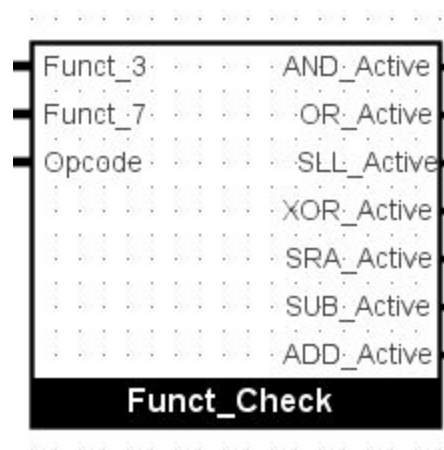 Funct_3 AND_Active
Funct_7 OR_Active
Opcode SLL_Active
XOR_Active
SRA_Active
SUB_Active
ADD_Active
Funct_Check